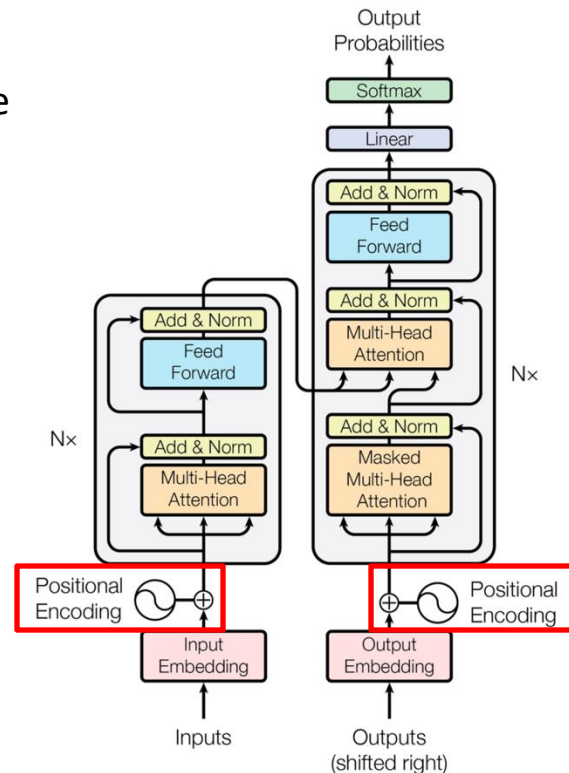 e
Output
Probabilities
Softmax
Linear
Add & Norm
Feed
Forward
Add & Norm
Multi-Head
Attention
N×
Add & Norm
Masked
Multi-Head
Attention
Add & Norm
Feed
Forward
N×
Add & Norm
Multi-Head
Attention
Positional
Encoding
Positional
Encoding
Input
Embedding
Output
Embedding
Inputs
Outputs
(shifted right)